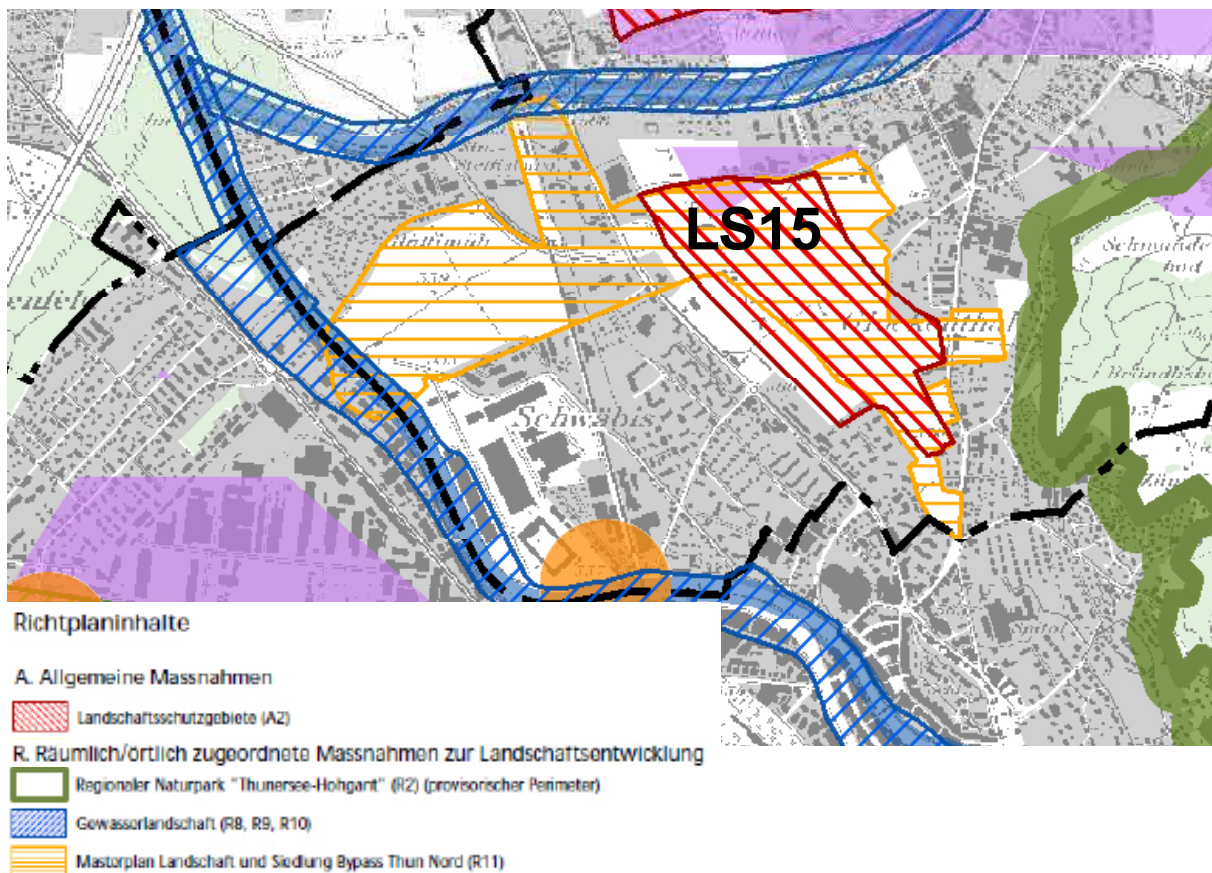 LS15
Schwäbis
Richtplaninhalte
A. Allgemeine Massnahmen
Landschaftsschutzgebiete (A2)
R. Räumlich/örtlich zugeordnete Massnahmen zur Landschaftsentwicklung
Regionaler Naturpark "Thunersee-Hohgant" (R2) (provisorischer Perimeter)
Gewässerlandschaft (R8, R9, R10)
Masterplan Landschaft und Siedlung Bypass Thun Nord (R11)